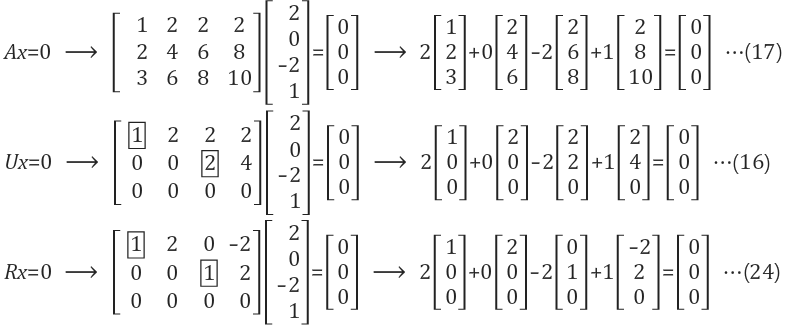 Ax=0 ⟶ [1 2 2 2; 2 4 6 8; 3 6 8 10] [2; 0; -2; 1] = [0; 0; 0] ⟶ 2[1; 2; 3]+0[2; 4; 6]-2[2; 6; 8]+1[2; 8; 10]=[0; 0; 0] ⋯(17)
Ux=0 ⟶ [1 2 2 2; 0 0 2 4; 0 0 0 0] [2; 0; -2; 1] = [0; 0; 0] ⟶ 2[1; 0; 0]+0[2; 0; 0]-2[2; 2; 0]+1[2; 4; 0]=[0; 0; 0] ⋯(16)
Rx=0 ⟶ [1 2 0 -2; 0 0 1 2; 0 0 0 0] [2; 0; -2; 1] = [0; 0; 0] ⟶ 2[1; 0; 0]+0[2; 0; 0]-2[0; 1; 0]+1[-2; 2; 0]=[0; 0; 0] ⋯(24)